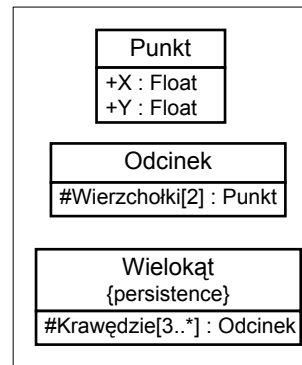 Punkt
+X : Float
+Y : Float
Odcinek
#Wierzchołki[2] : Punkt
Wielokąt
{persistence}
#Krawędzie[3..*] : Odcinek